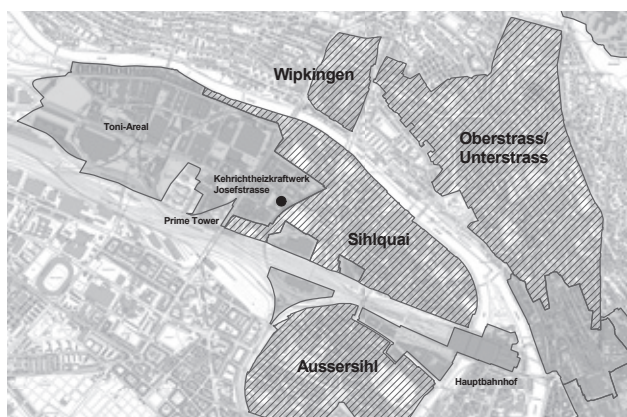 Wipkingen
Oberstrass/
Unterstrass
Toni-Areal
Kehrichtheizkraftwerk
Josefstrasse
Prime Tower
Sihlquai
Aussersihl
Hauptbahnhof